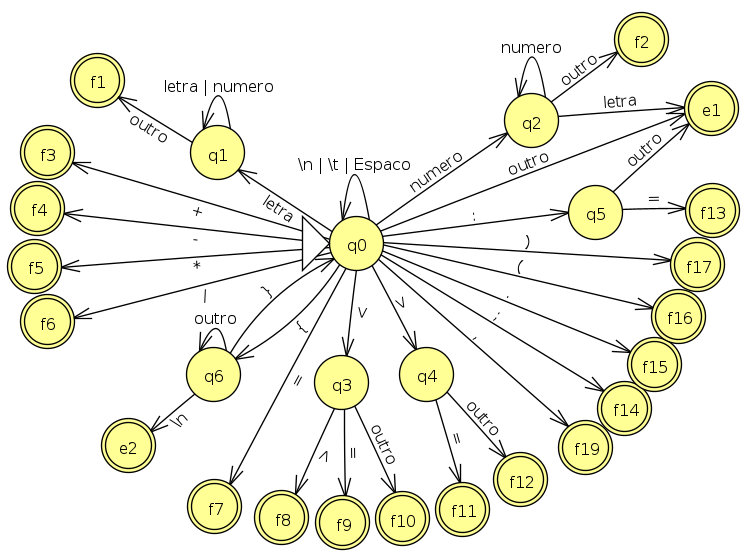 f2
numero
outro
f1
letra | numero
letra
e1
outro
q2
outro
f3
q1
\n | \t | Espaco
numero
outro
outro
f4
letra
+
:
q5
=
f13
-
q0
)
f17
f5
*
(
f6
/
}
{
f16
outro
<
>
.
f15
q6
q3
q4
=
f14
\n
outro
f19
e2
>
=
outro
=
f12
f7
f8
f9
f10
f11